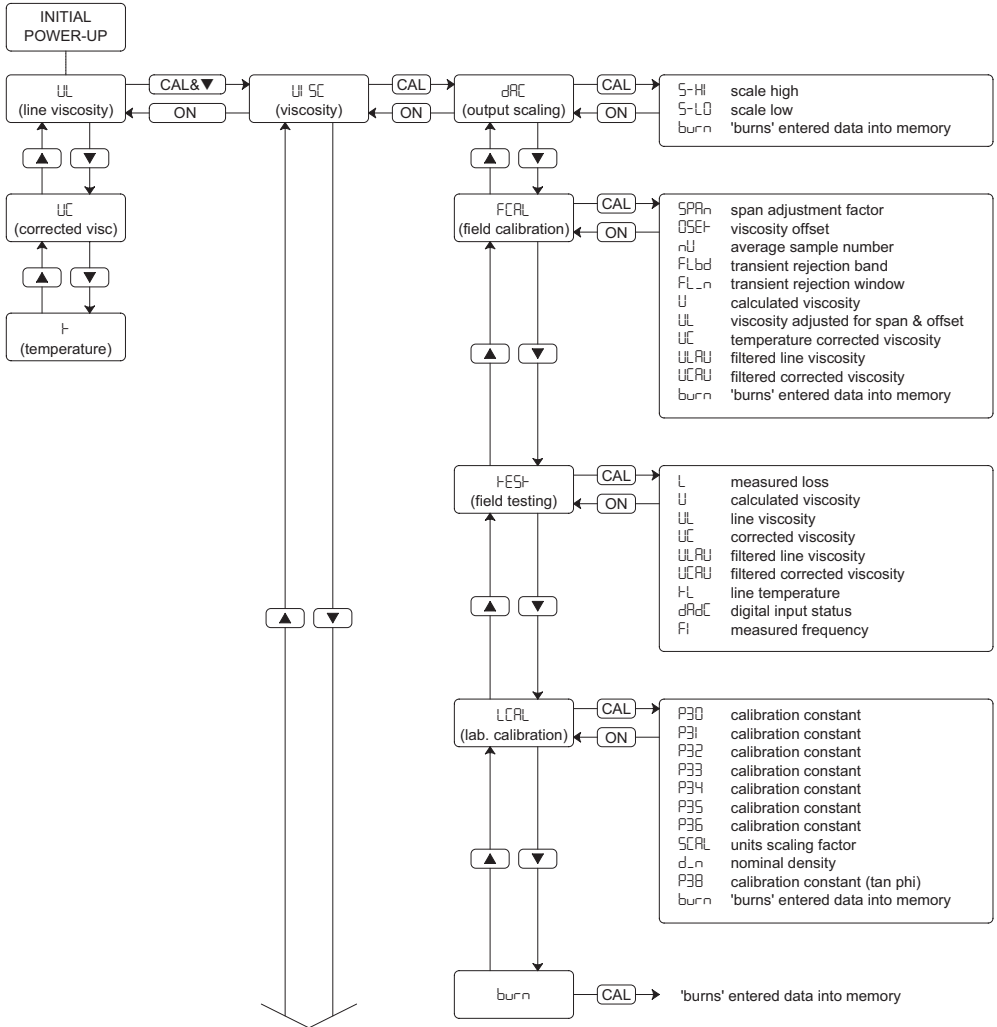 INITIAL
POWER-UP
UL
(line viscosity)
CAL&▼
ON
UI SC
(viscosity)
CAL
ON
dAC
(output scaling)
CAL
ON
S-HI scale high
S-LO scale low
burn 'burns' entered data into memory
▲ ▼
UC
(corrected visc)
▲ ▼
t
(temperature)
▲ ▼
FCAL
(field calibration)
CAL
ON
SPAn span adjustment factor
OSEt viscosity offset
nU average sample number
FLbd transient rejection band
FL_n transient rejection window
U calculated viscosity
UL viscosity adjusted for span & offset
UC temperature corrected viscosity
ULAU filtered line viscosity
UCAU filtered corrected viscosity
burn 'burns' entered data into memory
▲ ▼
tESt
(field testing)
CAL
ON
L measured loss
U calculated viscosity
UL line viscosity
UC corrected viscosity
ULAU filtered line viscosity
UCAU filtered corrected viscosity
tL line temperature
dAdC digital input status
FI measured frequency
▲ ▼
▲ ▼
LCAL
(lab. calibration)
CAL
ON
P30 calibration constant
P31 calibration constant
P32 calibration constant
P33 calibration constant
P34 calibration constant
P35 calibration constant
P36 calibration constant
SCAL units scaling factor
d_n nominal density
P38 calibration constant (tan phi)
burn 'burns' entered data into memory
▲ ▼
burn
CAL
'burns' entered data into memory